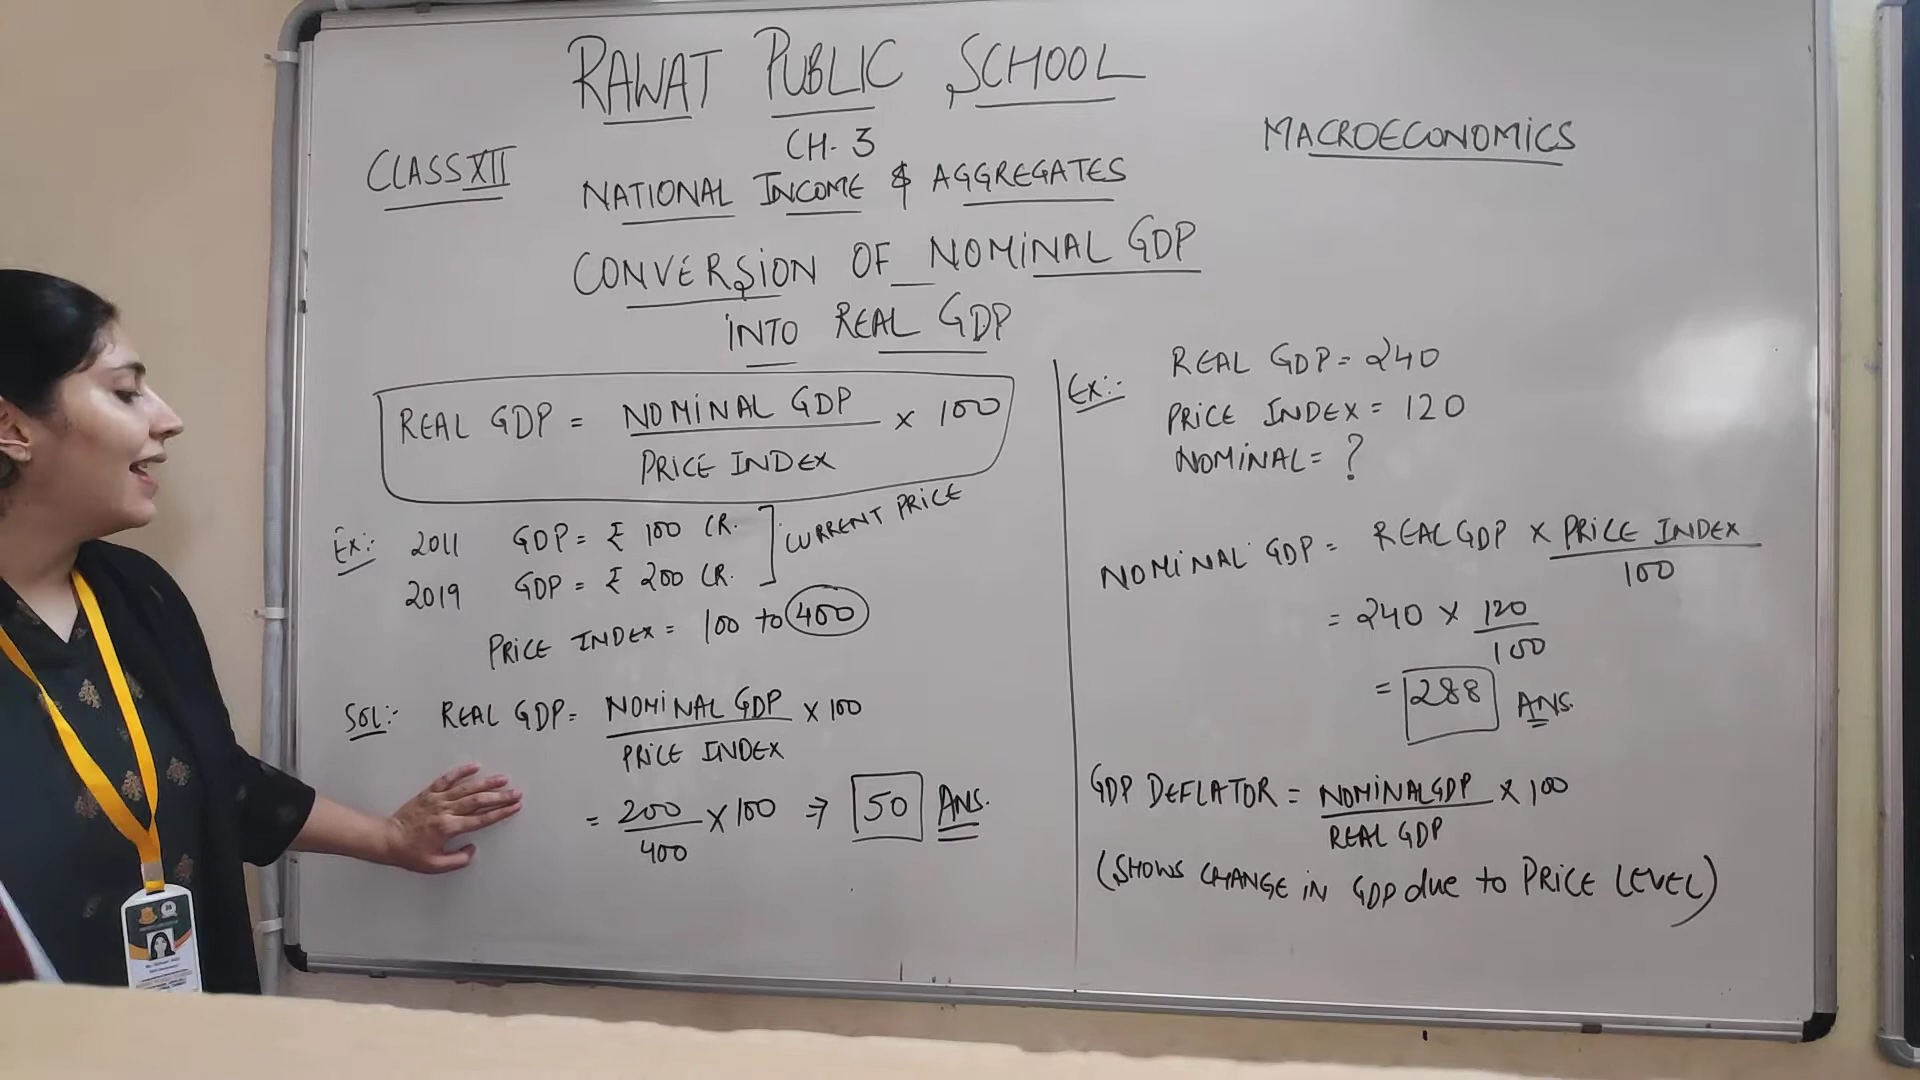 RAWAT PUBLIC SCHOOL
CH. 3
CLASS XII
MACROECONOMICS
NATIONAL INCOME & AGGREGATES
CONVERSION OF NOMINAL GDP
INTO REAL GDP
REAL GDP = NOMINAL GDP / PRICE INDEX × 100
Ex:- 2011 GDP = ₹ 100 CR.
2019 GDP = ₹ 200 CR.
] CURRENT PRICE
PRICE INDEX = 100 to 400
SOL:- REAL GDP = NOMINAL GDP / PRICE INDEX × 100
= 200 / 400 × 100 ⇒ 50 ANS.
Ex:- REAL GDP = 240
PRICE INDEX = 120
NOMINAL = ?
NOMINAL GDP = REAL GDP × PRICE INDEX / 100
= 240 × 120 / 100
= 288 ANS.
GDP DEFLATOR = NOMINAL GDP / REAL GDP × 100
(SHOWS CHANGE IN GDP due to PRICE LEVEL)